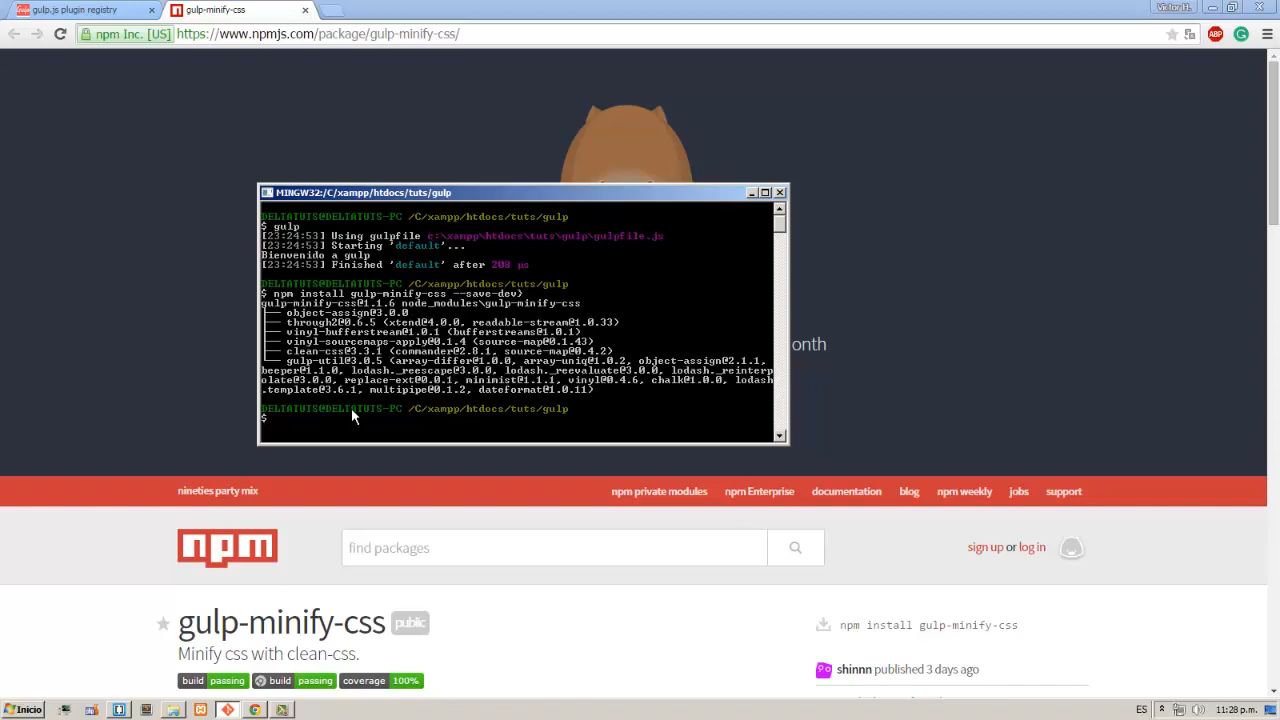 gulp.js plugin registry
gulp-minify-css
Victor H.
npm Inc. [US] https://www.npmjs.com/package/gulp-minify-css/
ABP
MINGW32:/C/xampp/htdocs/tuts/gulp
DELTATUTS@DELTATUTS-PC /C/xampp/htdocs/tuts/gulp
$ gulp
[23:24:53] Using gulpfile c:\xampp\htdocs\tuts\gulp\gulpfile.js
[23:24:53] Starting 'default'...
Bienvenido a gulp
[23:24:53] Finished 'default' after 208 µs
DELTATUTS@DELTATUTS-PC /C/xampp/htdocs/tuts/gulp
$ npm install gulp-minify-css --save-dev}
gulp-minify-css@1.1.6 node_modules\gulp-minify-css
├── object-assign@3.0.0
├── through2@0.6.5 (xtend@4.0.0, readable-stream@1.0.33)
├── vinyl-bufferstream@1.0.1 (bufferstreams@1.0.1)
├── vinyl-sourcemaps-apply@0.1.4 (source-map@0.1.43)
├── clean-css@3.3.1 (commander@2.8.1, source-map@0.4.2)
└── gulp-util@3.0.5 (array-differ@1.0.0, array-uniq@1.0.2, object-assign@2.1.1,
beeper@1.1.0, lodash._reescape@3.0.0, lodash._reevaluate@3.0.0, lodash._reinterp
olate@3.0.0, replace-ext@0.0.1, minimist@1.1.1, vinyl@0.4.6, chalk@1.0.0, lodash
.template@3.6.1, multipipe@0.1.2, dateformat@1.0.11)
DELTATUTS@DELTATUTS-PC /C/xampp/htdocs/tuts/gulp
$
onth
nineties party mix
npm private modules npm Enterprise documentation blog npm weekly jobs support
npm
find packages
sign up or log in
gulp-minify-css public
npm install gulp-minify-css
Minify css with clean-css.
shinnn published 3 days ago
build passing build passing coverage 100%
Inicio
ES
11:28 p.m.